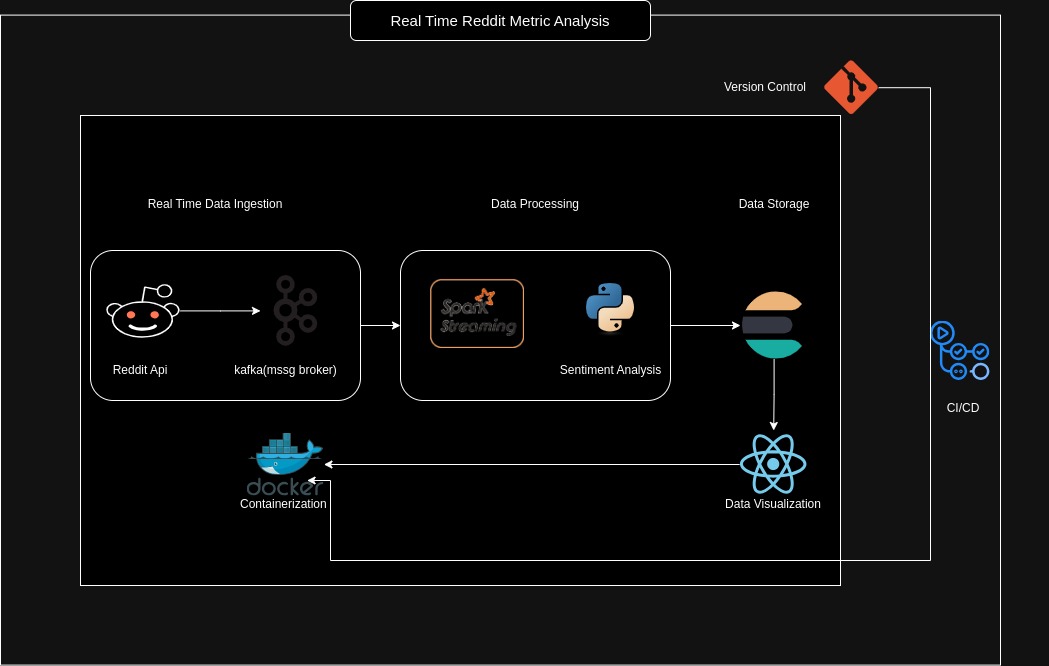 Real Time Reddit Metric Analysis
Version Control
Real Time Data Ingestion
Data Processing
Data Storage
Spark
Streaming
Reddit Api
kafka(mssg broker)
Sentiment Analysis
CI/CD
docker
Containerization
Data Visualization